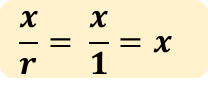 x/r = x/1 = x